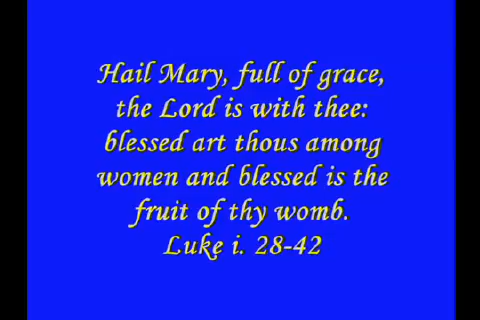 Hail Mary, full of grace,
the Lord is with thee:
blessed art thous among
women and blessed is the
fruit of thy womb.
Luke i. 28-42